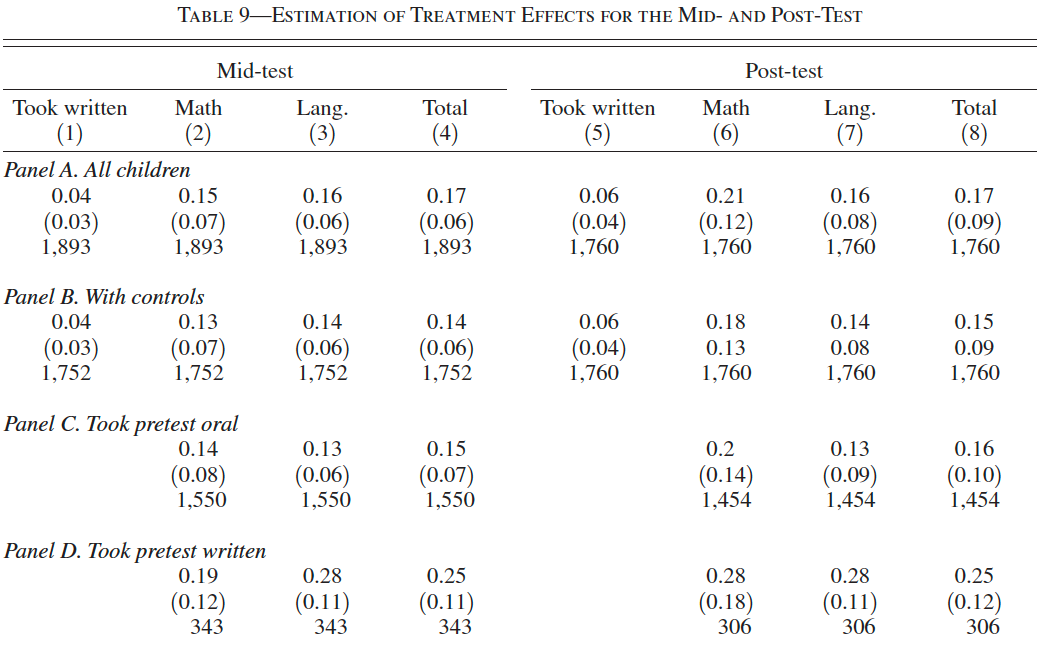 TABLE 9—ESTIMATION OF TREATMENT EFFECTS FOR THE MID- AND POST-TEST
Mid-test Post-test
Took written Math Lang. Total Took written Math Lang. Total
(1) (2) (3) (4) (5) (6) (7) (8)
Panel A. All children
0.04 0.15 0.16 0.17 0.06 0.21 0.16 0.17
(0.03) (0.07) (0.06) (0.06) (0.04) (0.12) (0.08) (0.09)
1,893 1,893 1,893 1,893 1,760 1,760 1,760 1,760
Panel B. With controls
0.04 0.13 0.14 0.14 0.06 0.18 0.14 0.15
(0.03) (0.07) (0.06) (0.06) (0.04) 0.13 0.08 0.09
1,752 1,752 1,752 1,752 1,760 1,760 1,760 1,760
Panel C. Took pretest oral
0.14 0.13 0.15 0.2 0.13 0.16
(0.08) (0.06) (0.07) (0.14) (0.09) (0.10)
1,550 1,550 1,550 1,454 1,454 1,454
Panel D. Took pretest written
0.19 0.28 0.25 0.28 0.28 0.25
(0.12) (0.11) (0.11) (0.18) (0.11) (0.12)
343 343 343 306 306 306